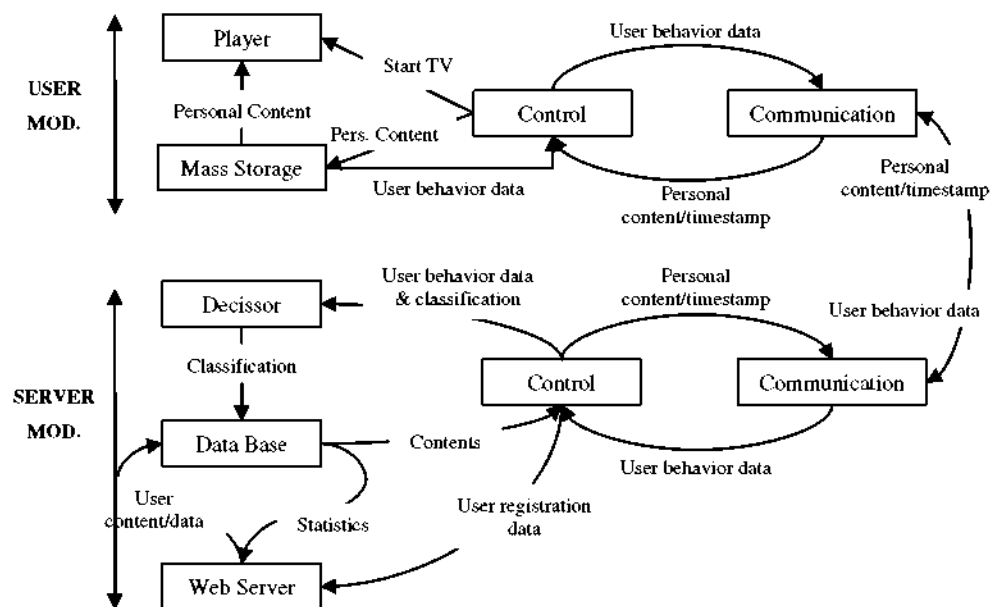 Player
User behavior data
Start TV
USER
MOD.
Personal Content
Control
Communication
Pers. Content
Mass Storage
User behavior data
Personal
content/timestamp
Personal
content/timestamp
User behavior data
& classification
Personal
content/timestamp
Decissor
User behavior data
Classification
Control
Communication
SERVER
MOD.
Data Base
Contents
User behavior data
User
content/data
Statistics
User registration
data
Web Server